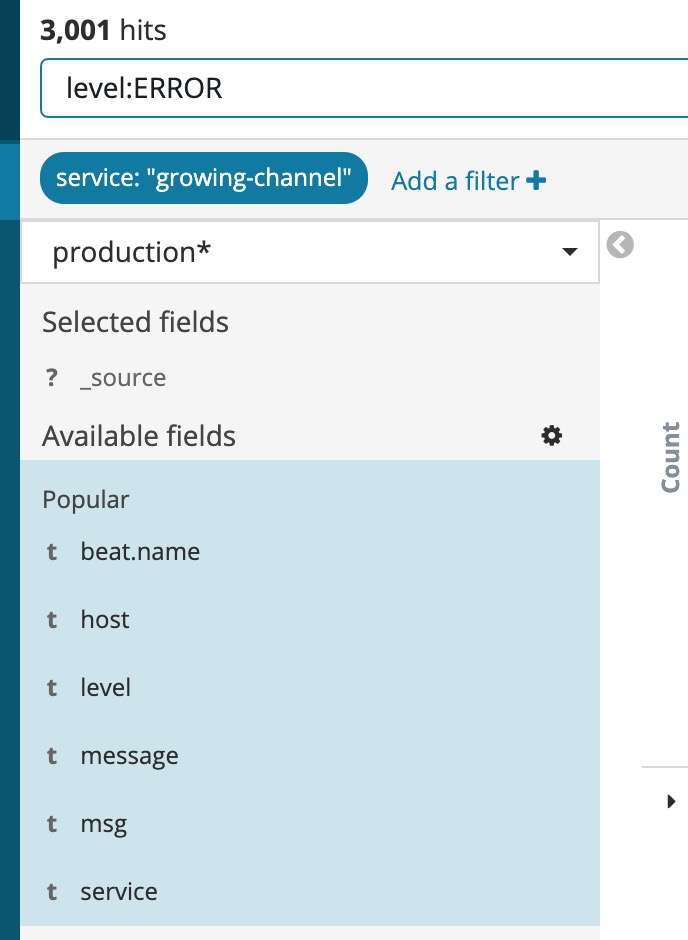 3,001 hits
level:ERROR
service: "growing-channel" Add a filter +
production*
Selected fields
? _source
Available fields
Count
Popular
t beat.name
t host
t level
t message
t msg
t service